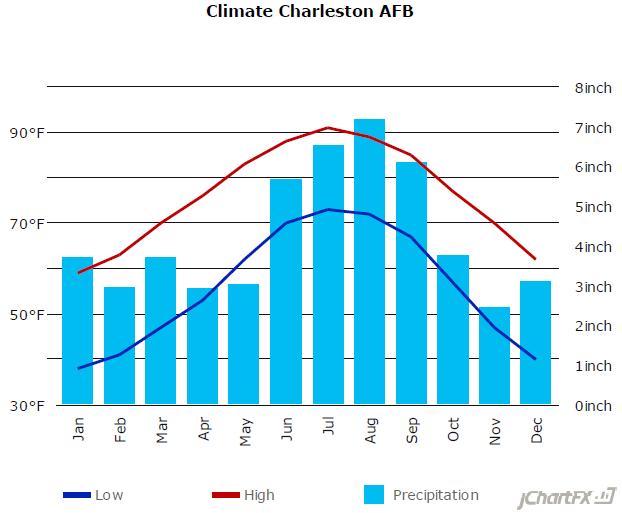 Climate Charleston AFB
8inch
90°F
7inch
6inch
5inch
70°F
4inch
3inch
50°F
2inch
1inch
30°F
0inch
Jan
Feb
Mar
Apr
May
Jun
Jul
Aug
Sep
Oct
Nov
Dec
Low
High
Precipitation
jChartFX